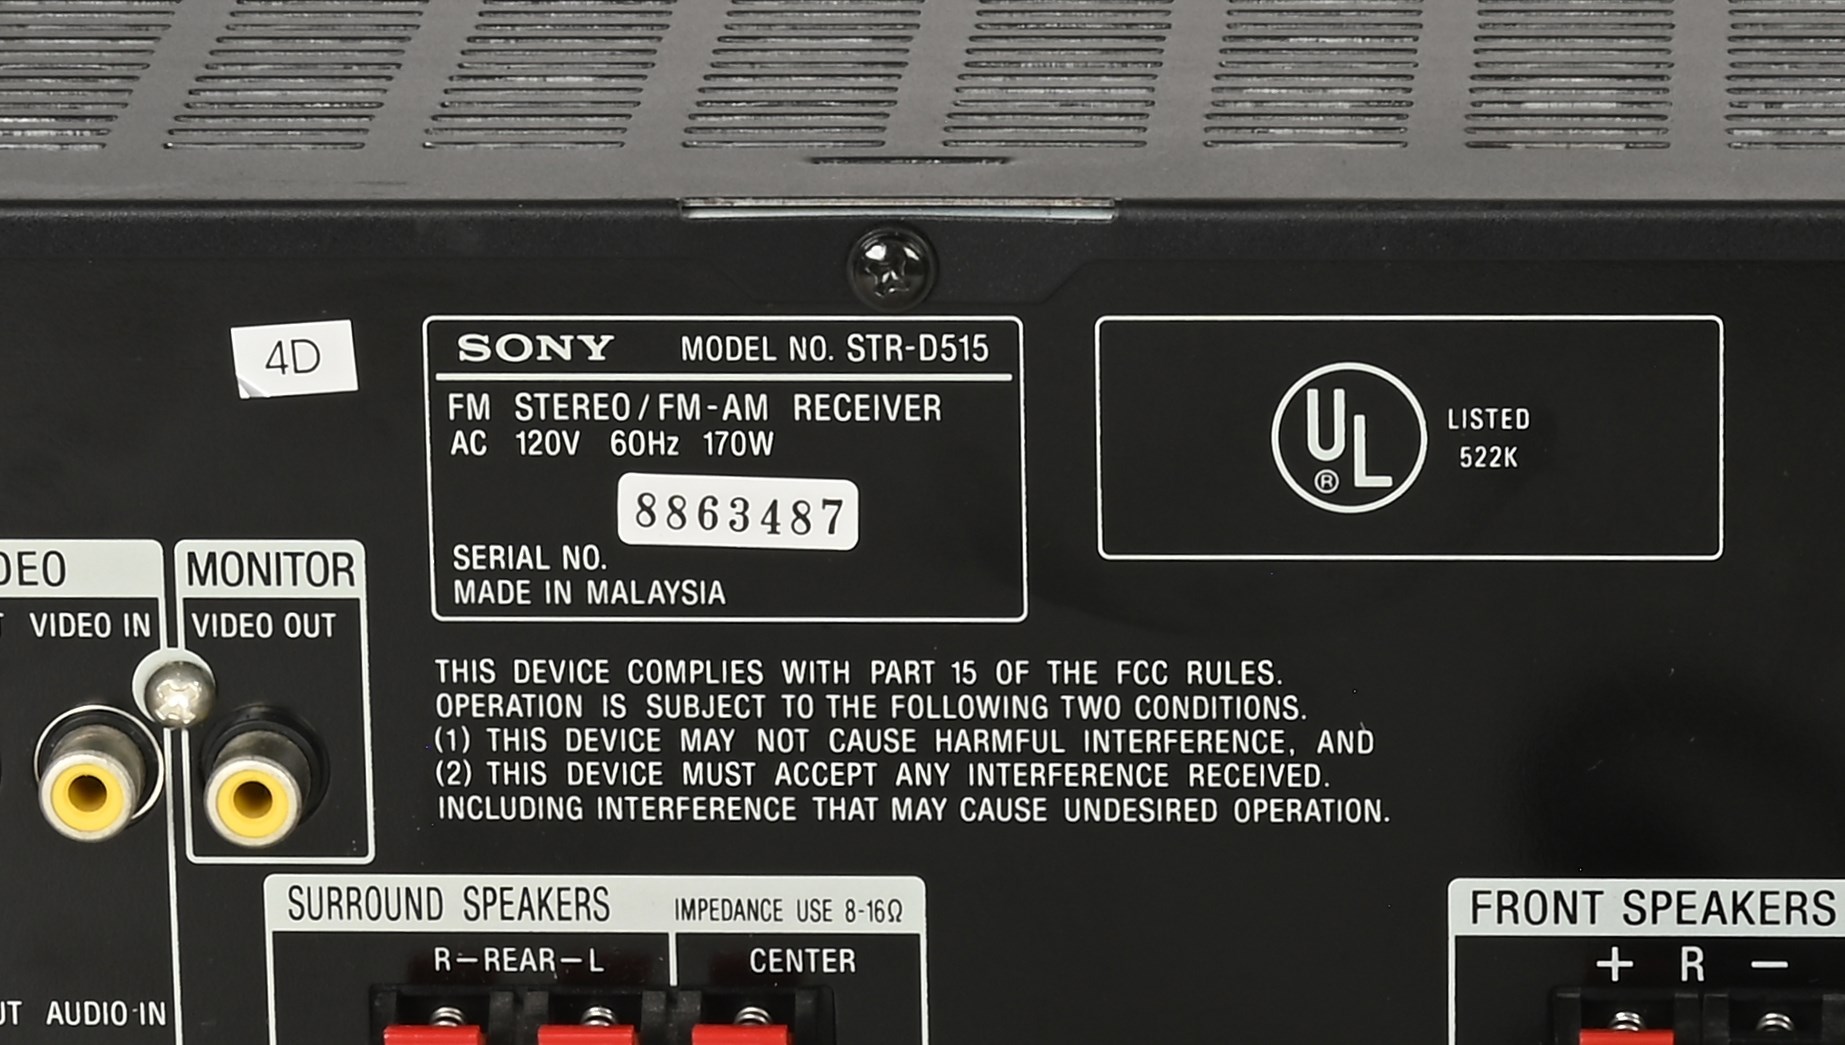 4D
SONY MODEL NO. STR-D515
FM STEREO/FM-AM RECEIVER
AC 120V 60Hz 170W
8863487
SERIAL NO.
MADE IN MALAYSIA
UL
®
LISTED
522K
MONITOR
VIDEO IN
VIDEO OUT
THIS DEVICE COMPLIES WITH PART 15 OF THE FCC RULES.
OPERATION IS SUBJECT TO THE FOLLOWING TWO CONDITIONS.
(1) THIS DEVICE MAY NOT CAUSE HARMFUL INTERFERENCE, AND
(2) THIS DEVICE MUST ACCEPT ANY INTERFERENCE RECEIVED.
INCLUDING INTERFERENCE THAT MAY CAUSE UNDESIRED OPERATION.
SURROUND SPEAKERS IMPEDANCE USE 8-16Ω
R-REAR-L CENTER
FRONT SPEAKERS
+ R -
AUDIO-IN